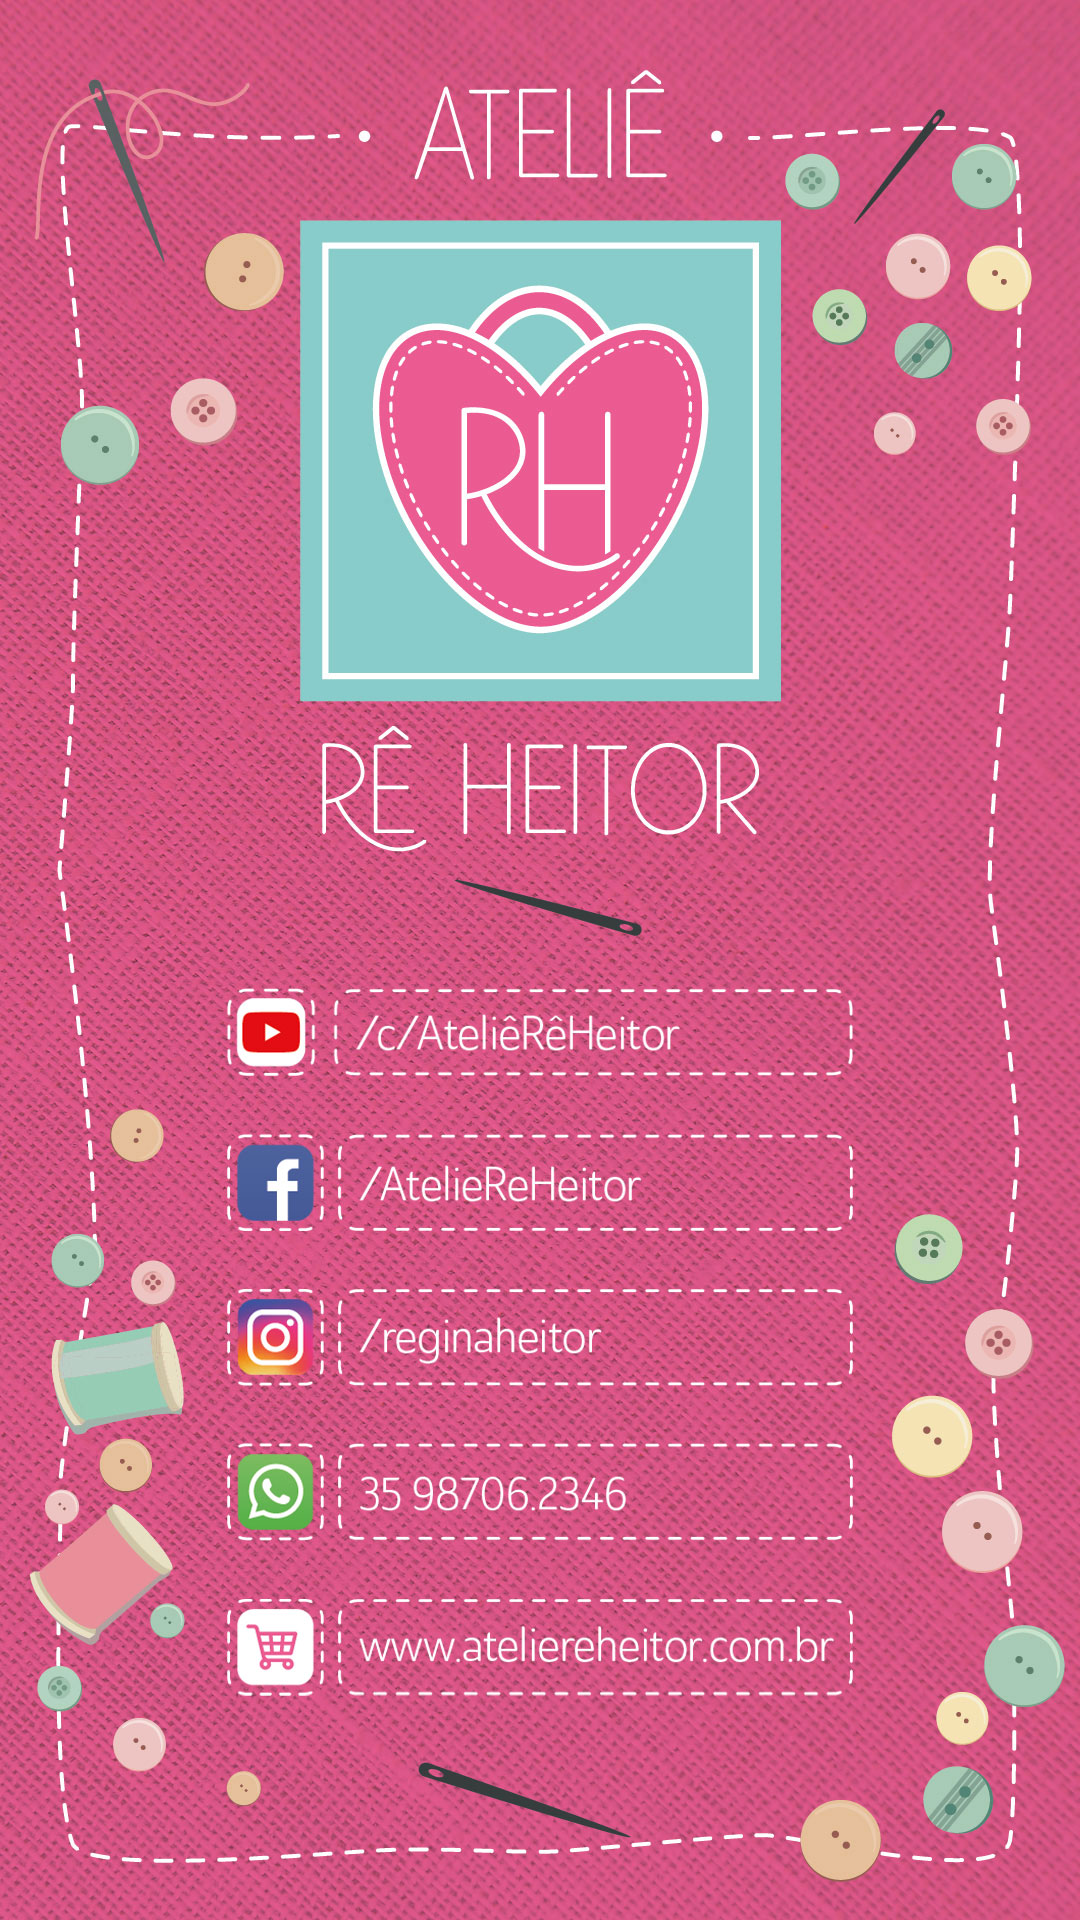 ATELIÊ
RH
RÊ HEITOR
/c/AteliêRêHeitor
/AtelieReHeitor
/reginaheitor
35 98706.2346
www.ateliereheitor.com.br